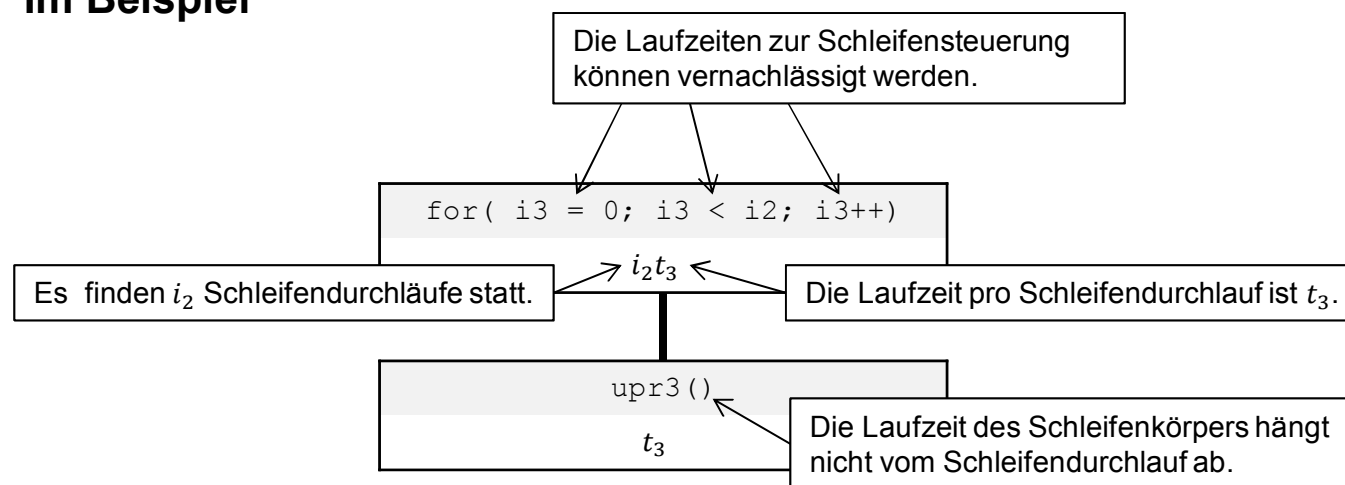 im Beispiel
Die Laufzeiten zur Schleifensteuerung
können vernachlässigt werden.
for( i3 = 0; i3 < i2; i3++)
i₂t₃
Es finden i₂ Schleifendurchläufe statt.
Die Laufzeit pro Schleifendurchlauf ist t₃.
upr3()
t₃
Die Laufzeit des Schleifenkörpers hängt
nicht vom Schleifendurchlauf ab.